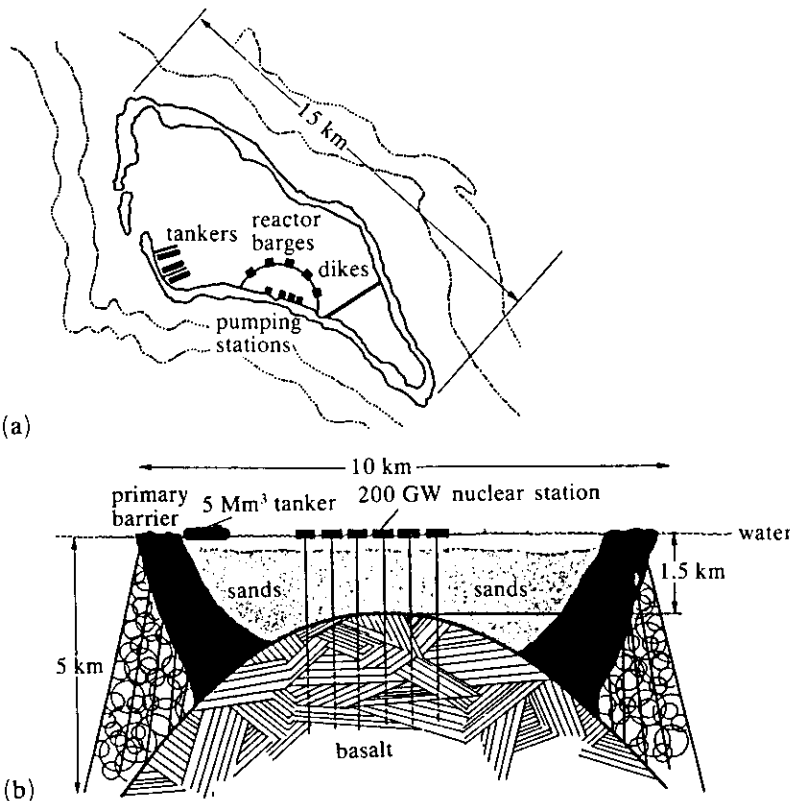 15 km
tankers
reactor
barges
dikes
pumping
stations
(a)
10 km
primary
barrier
5 Mm³ tanker
200 GW nuclear station
water
sands
sands
1.5 km
5 km
basalt
(b)